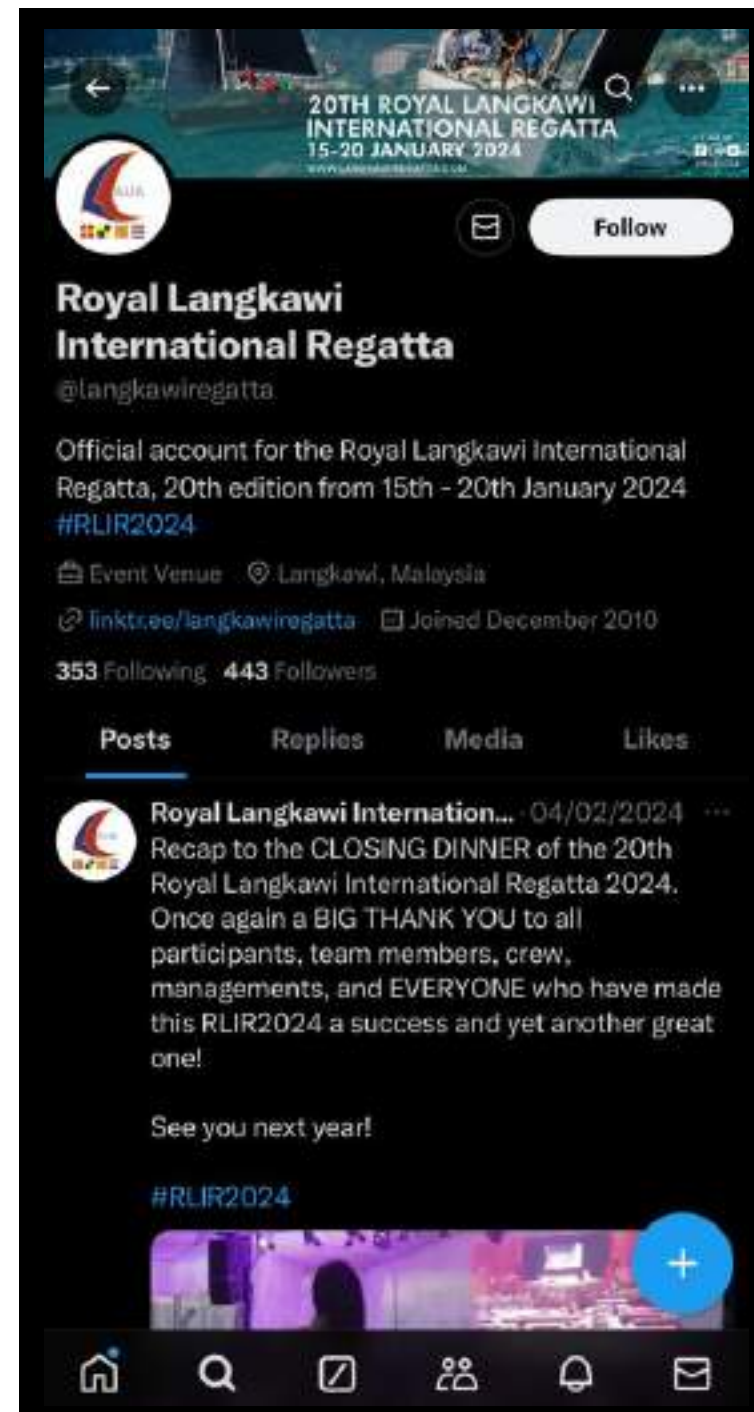 20TH ROYAL LANGKAWI
INTERNATIONAL REGATTA
15-20 JANUARY 2024
Follow
Royal Langkawi
International Regatta
@langkawiregatta
Official account for the Royal Langkawi International
Regatta, 20th edition from 15th - 20th January 2024
#RLIR2024
Event Venue Langkawi, Malaysia
linktr.ee/langkawiregatta Joined December 2010
353 Following 443 Followers
Posts Replies Media Likes
Royal Langkawi Internation... · 04/02/2024
Recap to the CLOSING DINNER of the 20th
Royal Langkawi International Regatta 2024.
Once again a BIG THANK YOU to all
participants, team members, crew,
managements, and EVERYONE who have made
this RLIR2024 a success and yet another great
one!
See you next year!
#RLIR2024